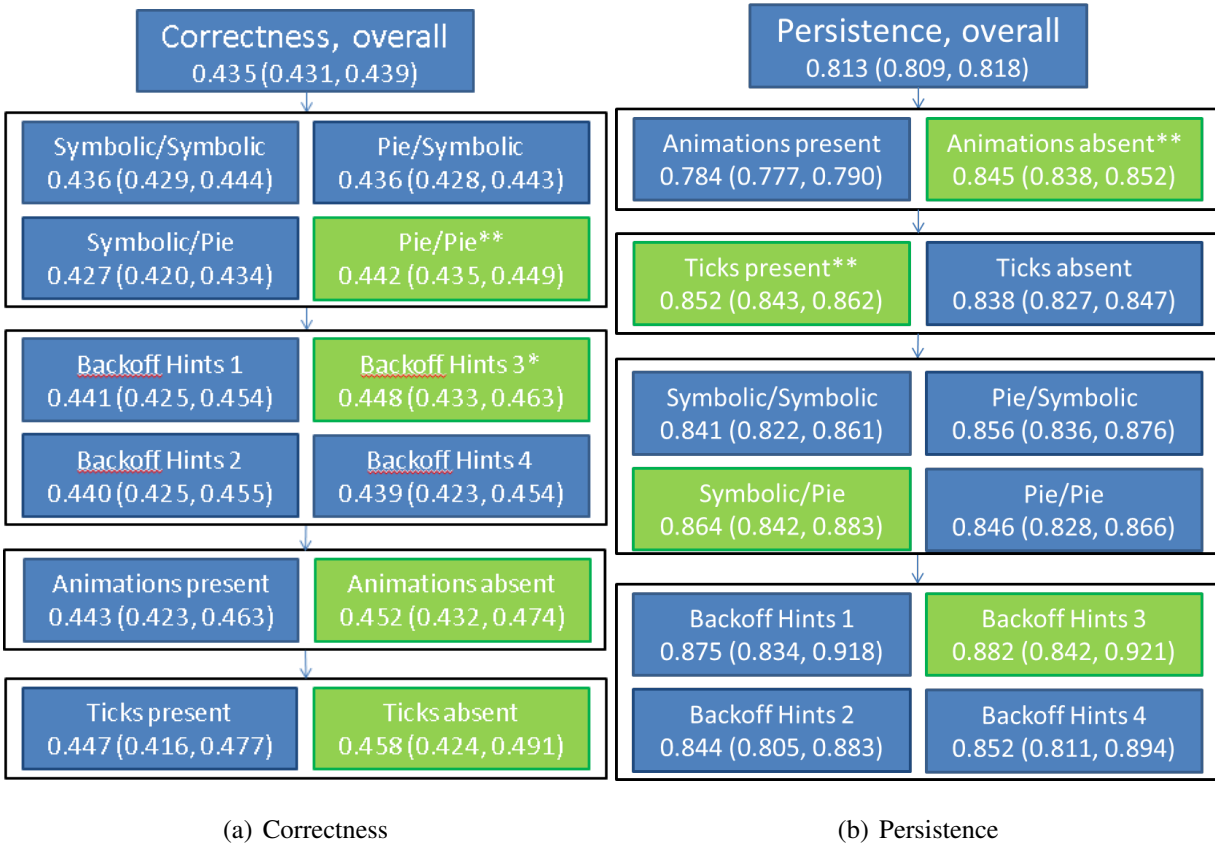 Correctness, overall
0.435 (0.431, 0.439)
Symbolic/Symbolic
0.436 (0.429, 0.444)
Pie/Symbolic
0.436 (0.428, 0.443)
Symbolic/Pie
0.427 (0.420, 0.434)
Pie/Pie**
0.442 (0.435, 0.449)
Backoff Hints 1
0.441 (0.425, 0.454)
Backoff Hints 3*
0.448 (0.433, 0.463)
Backoff Hints 2
0.440 (0.425, 0.455)
Backoff Hints 4
0.439 (0.423, 0.454)
Animations present
0.443 (0.423, 0.463)
Animations absent
0.452 (0.432, 0.474)
Ticks present
0.447 (0.416, 0.477)
Ticks absent
0.458 (0.424, 0.491)
(a) Correctness
Persistence, overall
0.813 (0.809, 0.818)
Animations present
0.784 (0.777, 0.790)
Animations absent**
0.845 (0.838, 0.852)
Ticks present**
0.852 (0.843, 0.862)
Ticks absent
0.838 (0.827, 0.847)
Symbolic/Symbolic
0.841 (0.822, 0.861)
Pie/Symbolic
0.856 (0.836, 0.876)
Symbolic/Pie
0.864 (0.842, 0.883)
Pie/Pie
0.846 (0.828, 0.866)
Backoff Hints 1
0.875 (0.834, 0.918)
Backoff Hints 3
0.882 (0.842, 0.921)
Backoff Hints 2
0.844 (0.805, 0.883)
Backoff Hints 4
0.852 (0.811, 0.894)
(b) Persistence